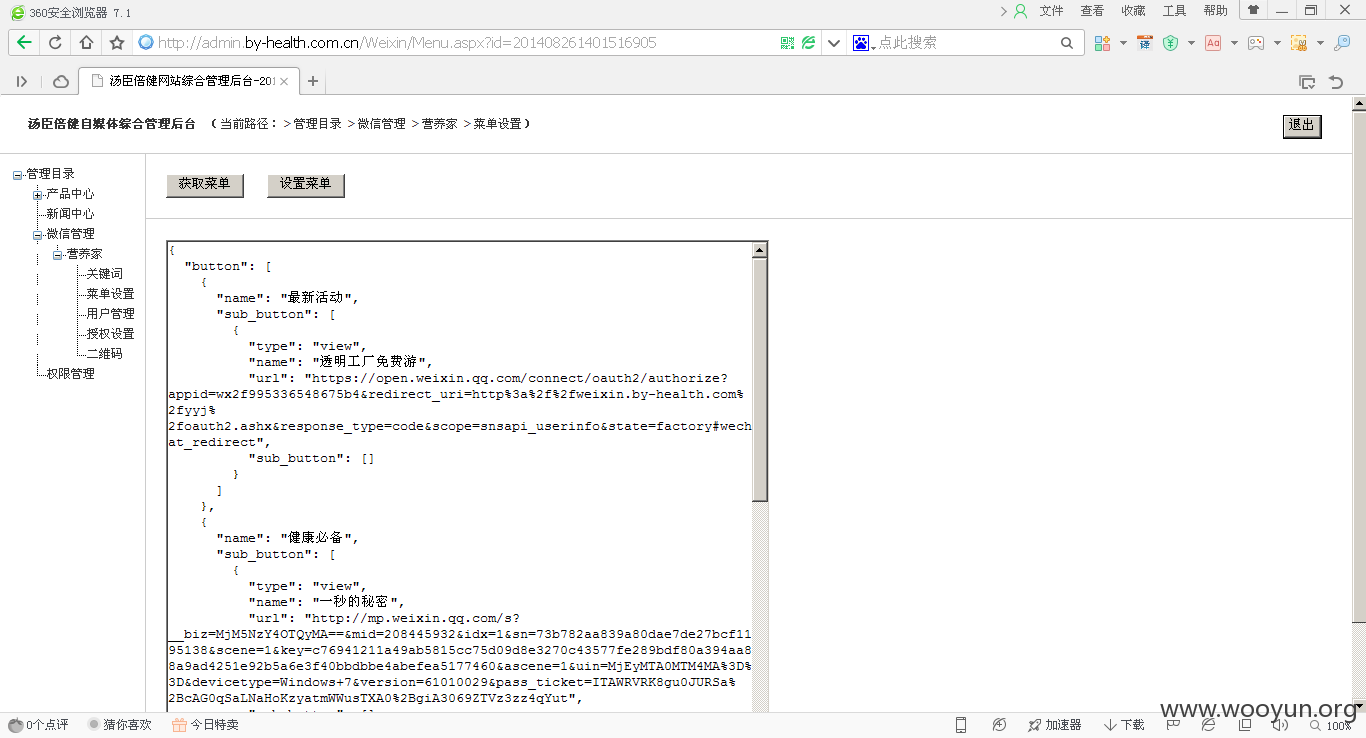 360安全浏览器 7.1
文件 查看 收藏 工具 帮助
http://admin.by-health.com.cn/Weixin/Menu.aspx?id=201408261401516905
点此搜索
汤臣倍健网站综合管理后台-201
汤臣倍健自媒体综合管理后台 （当前路径：>管理目录 >微信管理 >营养家 >菜单设置）
退出
管理目录
产品中心
新闻中心
微信管理
营养家
关键词
菜单设置
用户管理
授权设置
二维码
权限管理
获取菜单 设置菜单
{
"button": [
{
"name": "最新活动",
"sub_button": [
{
"type": "view",
"name": "透明工厂免费游",
"url": "https://open.weixin.qq.com/connect/oauth2/authorize?
appid=wx2f995336548675b4&redirect_uri=http%3a%2f%2fweixin.by-health.com%
2fyyj%
2foauth2.ashx&response_type=code&scope=snsapi_userinfo&state=factory#wech
at_redirect",
"sub_button": []
}
]
},
{
"name": "健康必备",
"sub_button": [
{
"type": "view",
"name": "一秒的秘密",
"url": "http://mp.weixin.qq.com/s?
__biz=MjM5NzY4OTQyMA==&mid=208445932&idx=1&sn=73b782aa839a80dae7de27bcf11
95138&scene=1&key=c76941211a49ab5815cc75d09d8e3270c43577fe289bdf80a394aa8
8a9ad4251e92b5a6e3f40bbdbbe4abefea5177460&ascene=1&uin=MjEyMTA0MTM4MA%3D%
3D&devicetype=Windows+7&version=61010029&pass_ticket=ITAWRVRK8gu0JURSa%
2BcAG0qSaLNaHoKzyatmWWusTXA0%2BgiA3069ZTVz3zz4qYut",
www.wooyun.org
0个点评 猜你喜欢 今日特卖 加速器 下载 100%